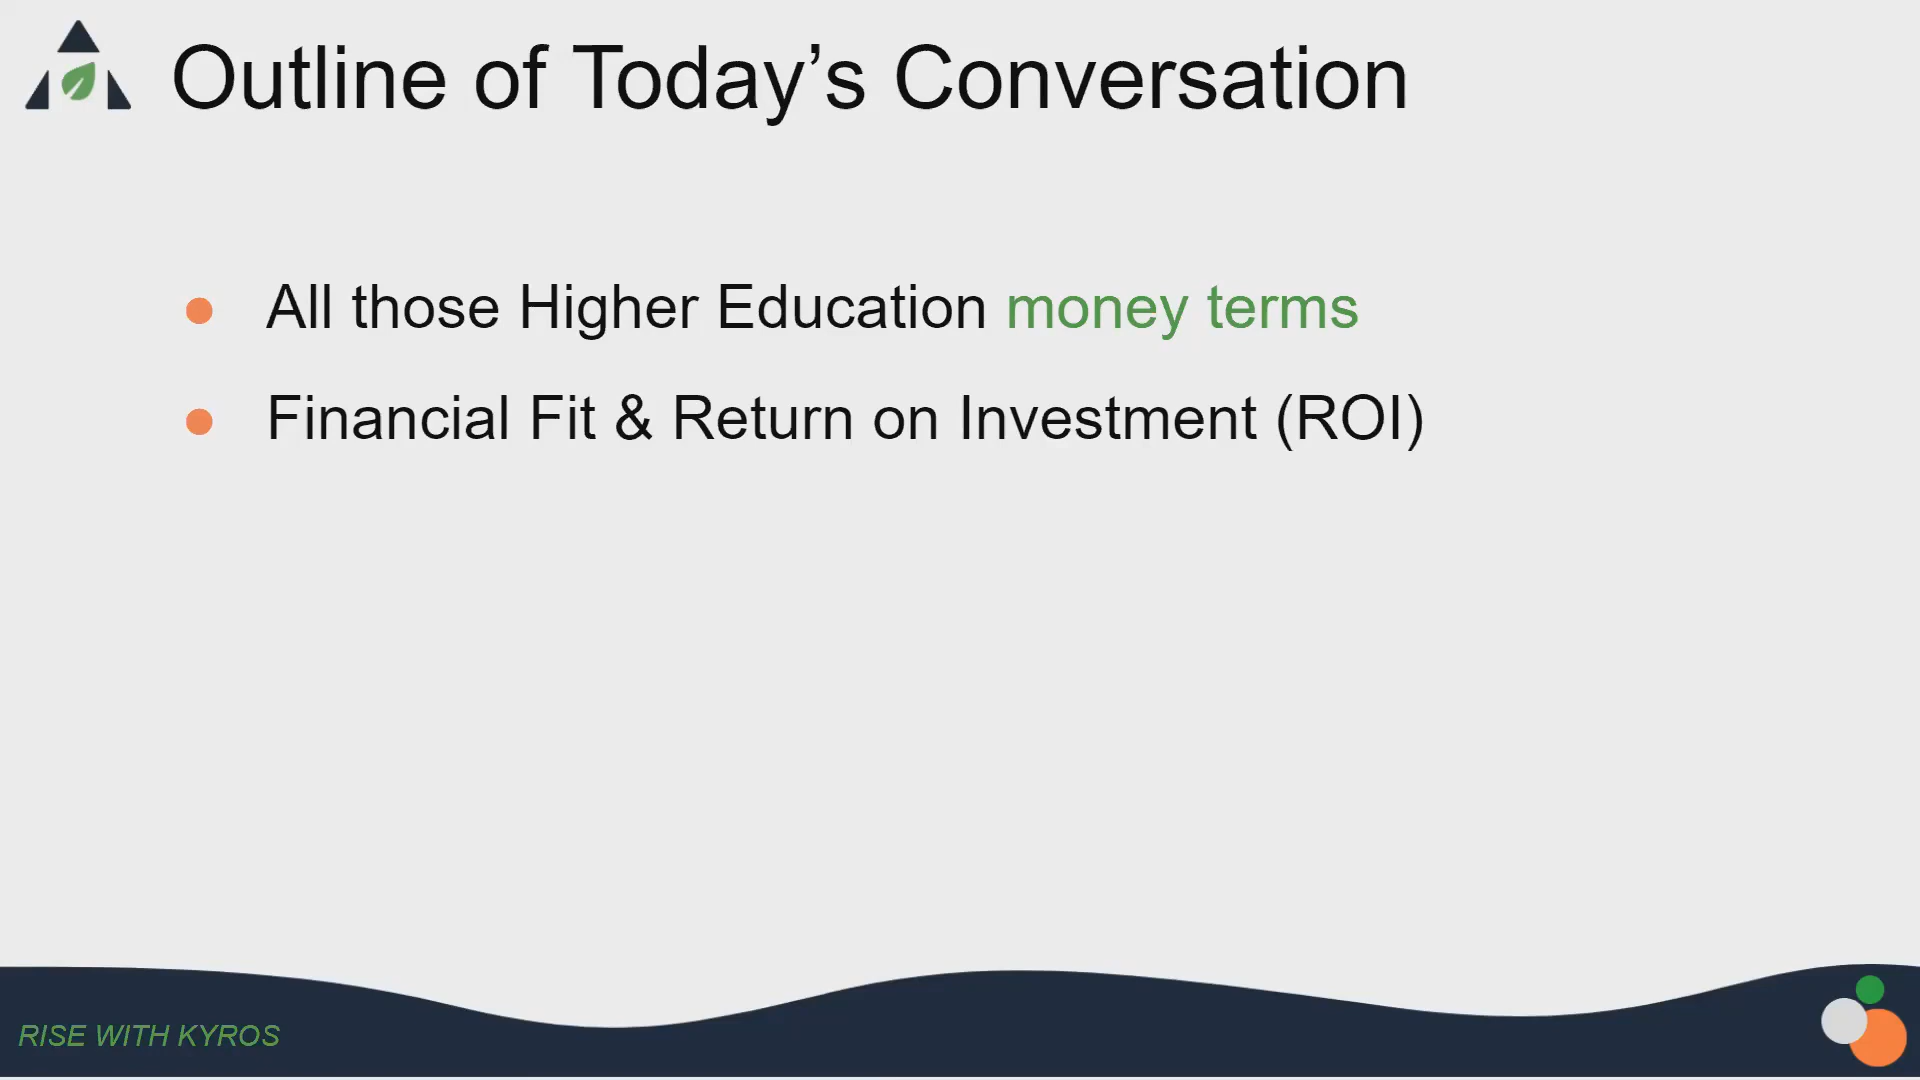 Outline of Today’s Conversation
● All those Higher Education money terms
● Financial Fit & Return on Investment (ROI)
RISE WITH KYROS